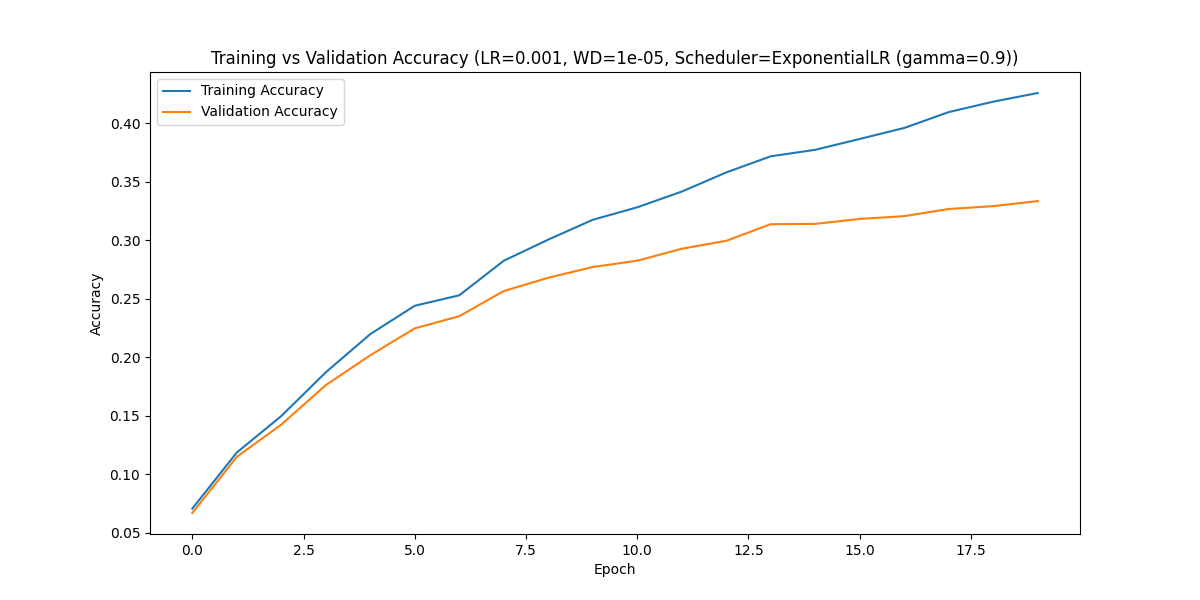 Training vs Validation Accuracy (LR=0.001, WD=1e-05, Scheduler=ExponentialLR (gamma=0.9))
Training Accuracy
Validation Accuracy
0.40
0.35
0.30
0.25
0.20
0.15
0.10
0.05
Accuracy
0.0 2.5 5.0 7.5 10.0 12.5 15.0 17.5
Epoch